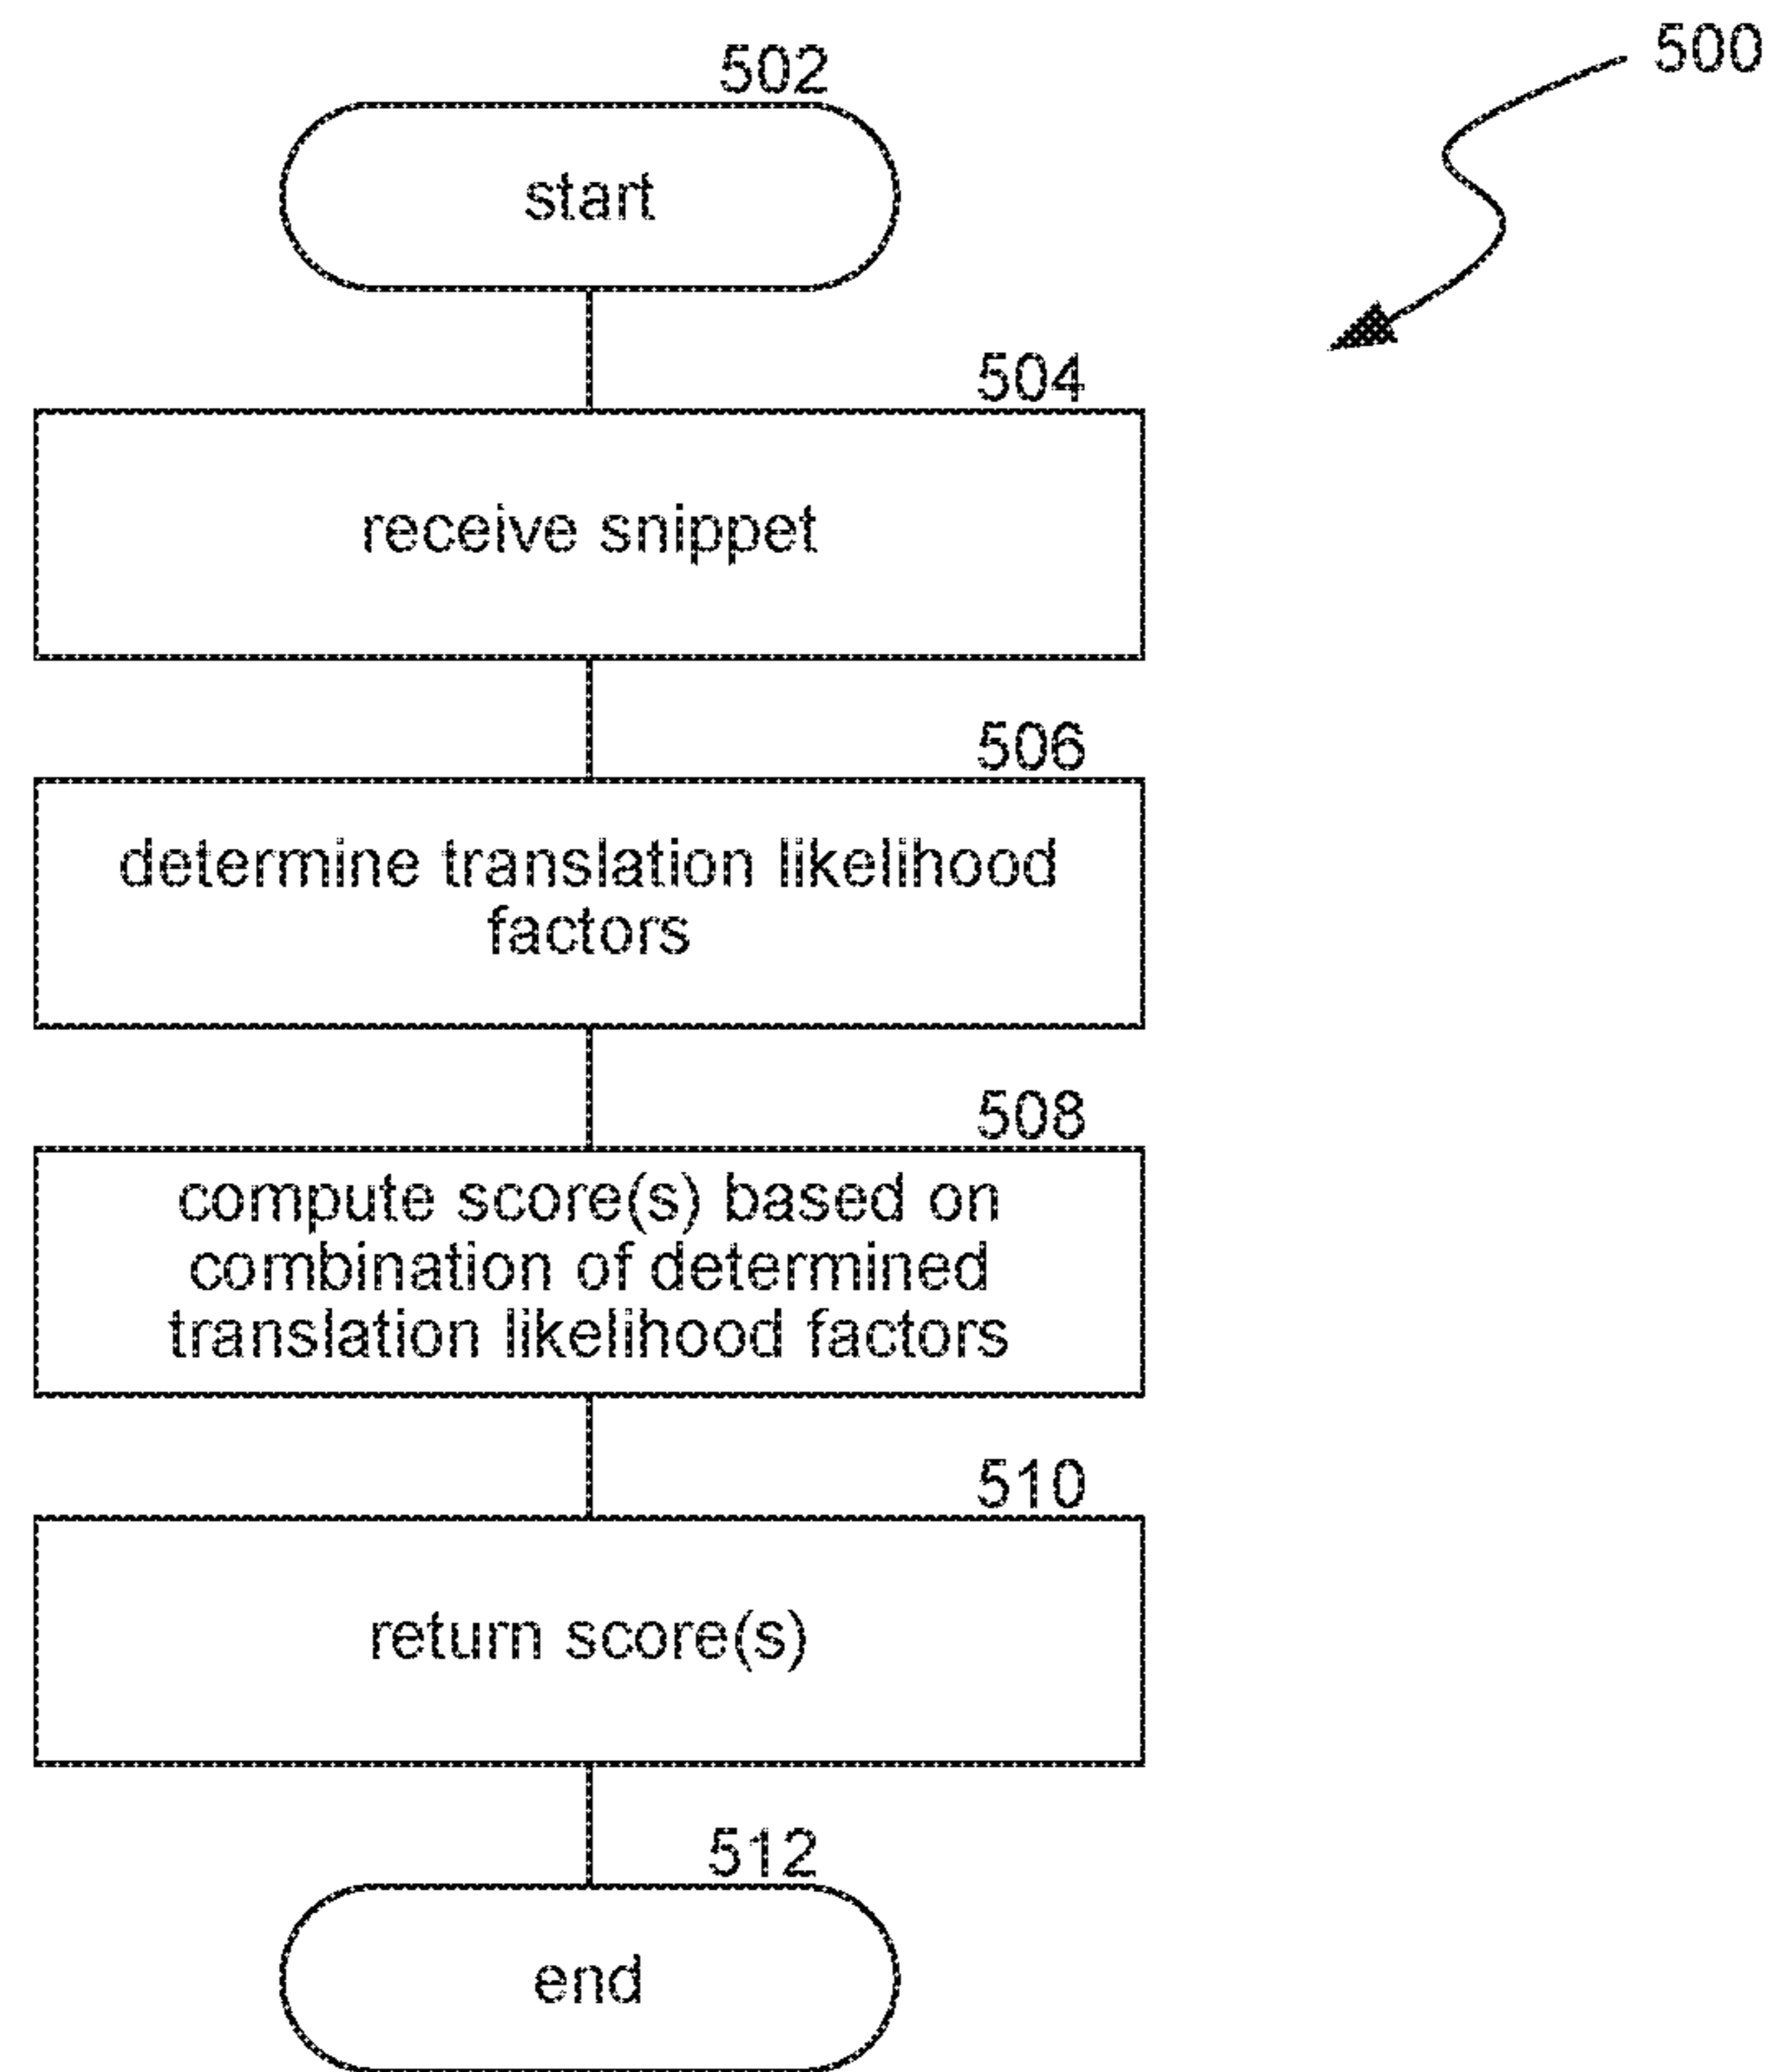 500
502
start
504
receive snippet
506
determine translation likelihood
factors
508
compute score(s) based on
combination of determined
translation likelihood factors
510
return score(s)
512
end